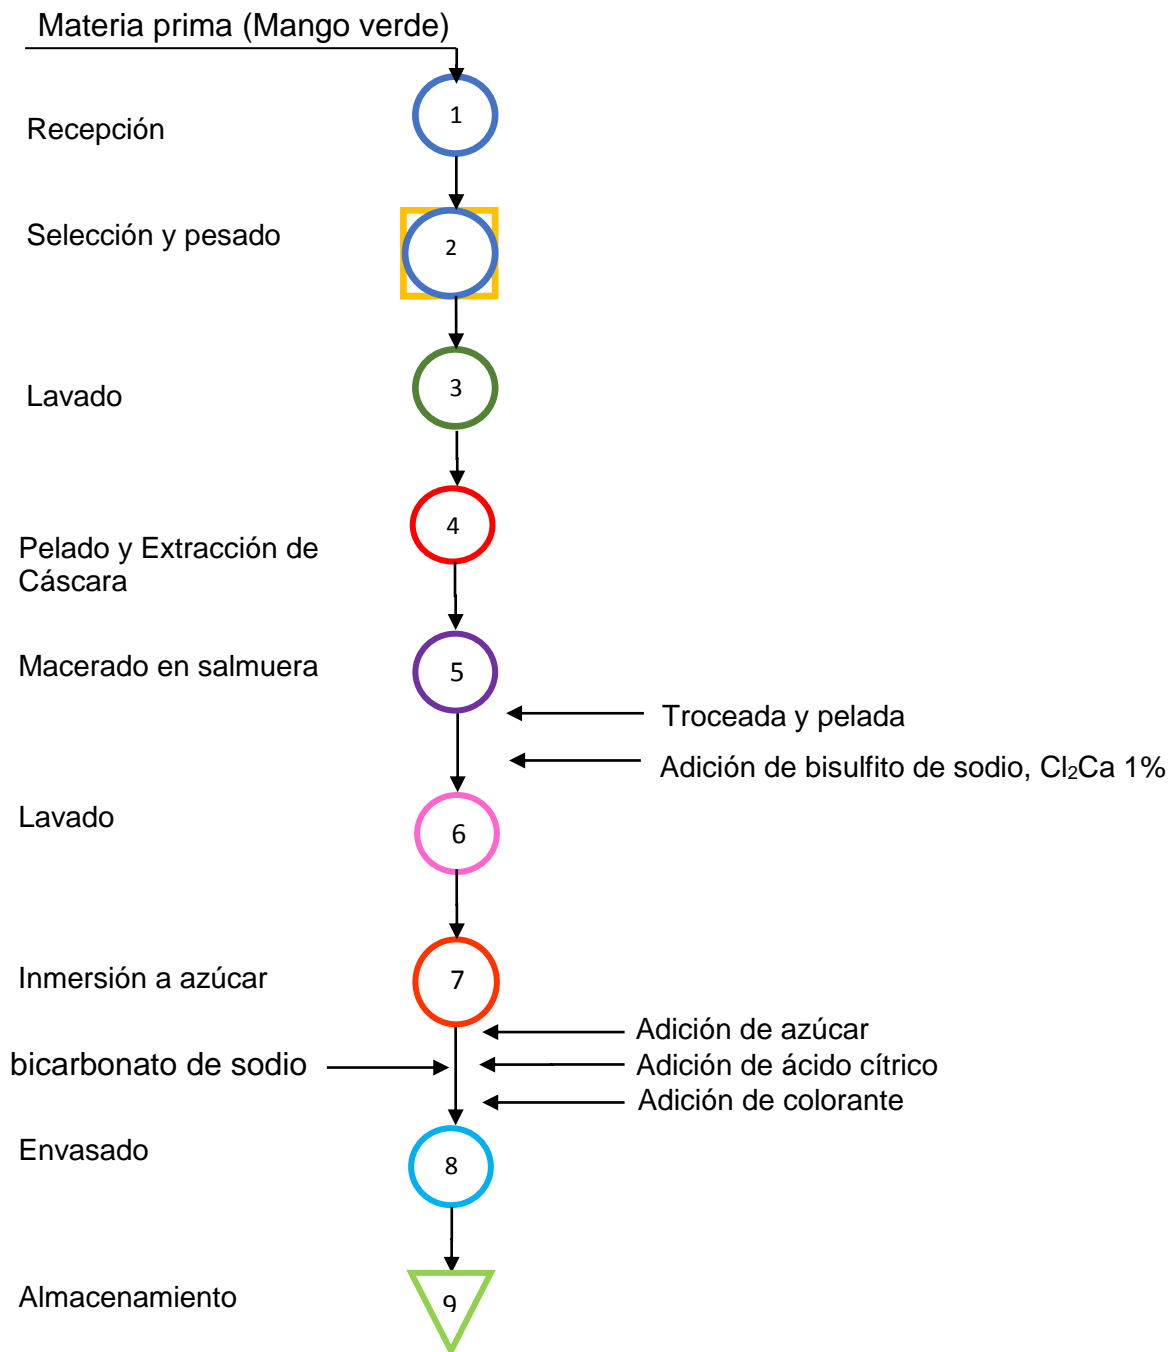 Materia prima (Mango verde)
1
Recepción
2
Selección y pesado
3
Lavado
4
Pelado y Extracción de
Cáscara
5
Macerado en salmuera
Troceada y pelada
Adición de bisulfito de sodio, Cl₂Ca 1%
Lavado
6
Inmersión a azúcar
7
Adición de azúcar
bicarbonato de sodio
Adición de ácido cítrico
Adición de colorante
Envasado
8
Almacenamiento
9